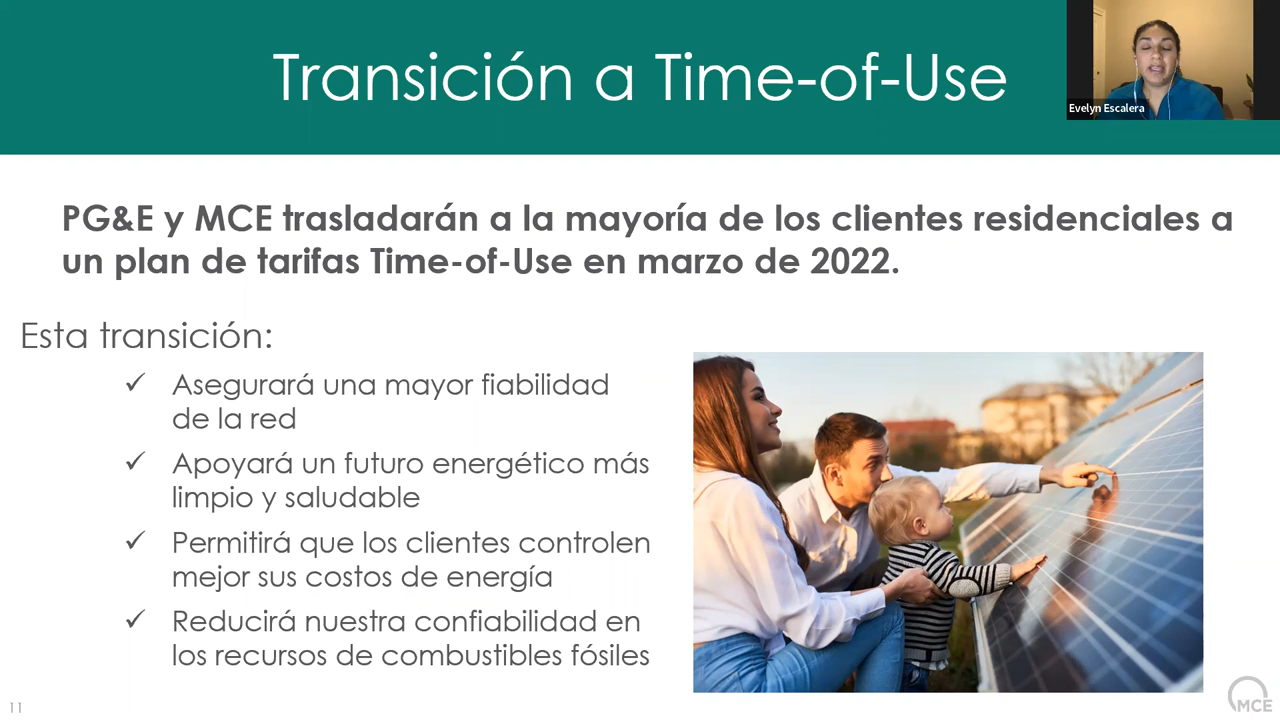 Transición a Time-of-Use
Evelyn Escalera
PG&E y MCE trasladarán a la mayoría de los clientes residenciales a
un plan de tarifas Time-of-Use en marzo de 2022.
Esta transición:
✓ Asegurará una mayor fiabilidad
de la red
✓ Apoyará un futuro energético más
limpio y saludable
✓ Permitirá que los clientes controlen
mejor sus costos de energía
✓ Reducirá nuestra confiabilidad en
los recursos de combustibles fósiles
11
MCE